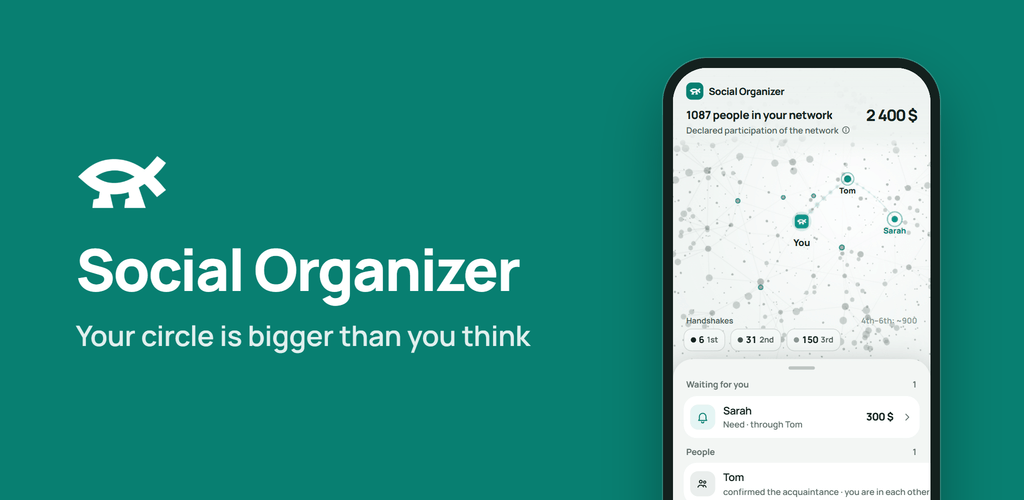 Social Organizer
Your circle is bigger than you think
Social Organizer
1087 people in your network
2 400 $
Declared participation of the network
Tom
Sarah
You
Handshakes
4th–6th: ~900
6 1st
31 2nd
150 3rd
Waiting for you
1
Sarah
300 $
Need · through Tom
People
1
Tom
confirmed the acquaintance · you are in each other